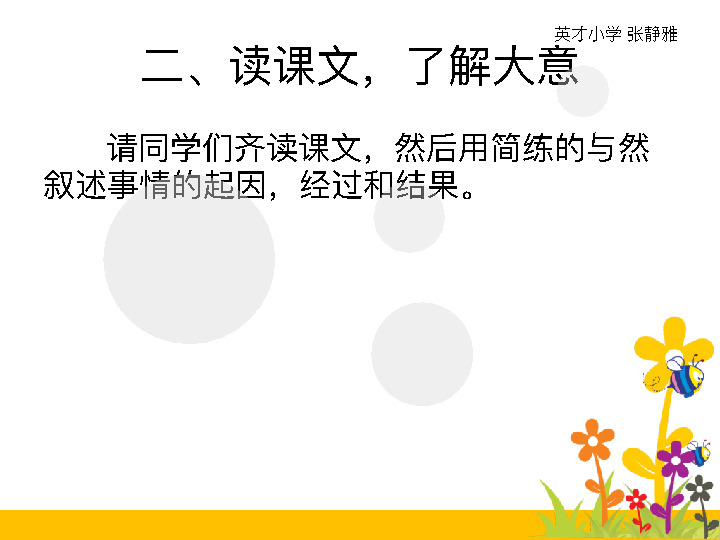 英才小学 张静雅
二、读课文，了解大意
请同学们齐读课文，然后用简练的与然
叙述事情的起因，经过和结果。